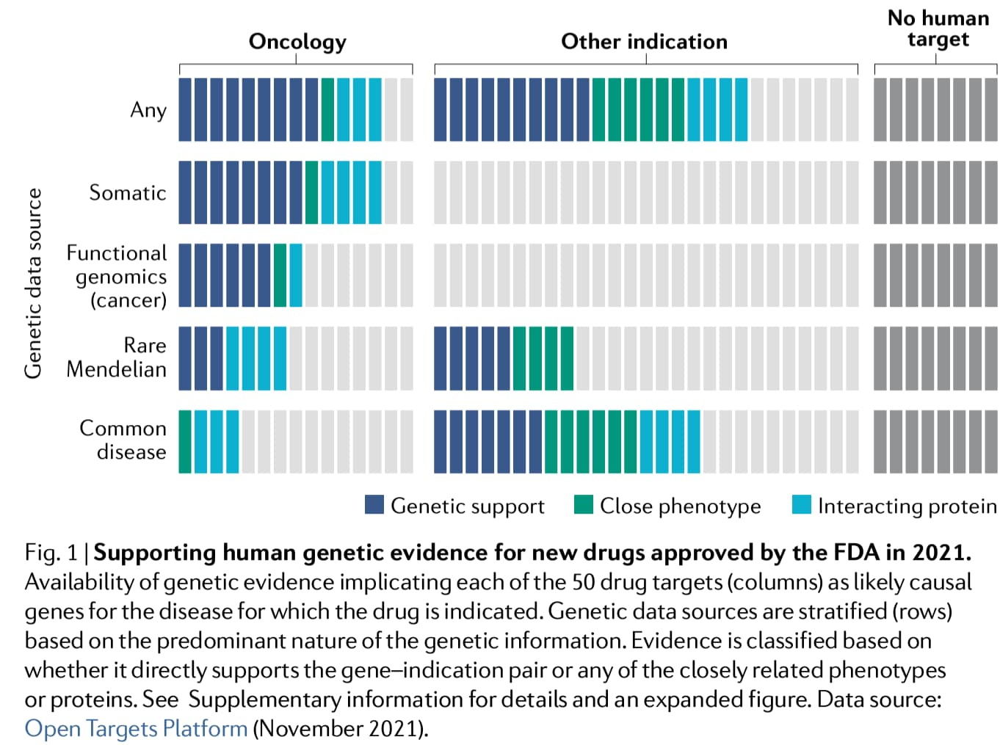 Oncology
Other indication
No human
target
Genetic data source
Any
Somatic
Functional
genomics
(cancer)
Rare
Mendelian
Common
disease
Genetic support
Close phenotype
Interacting protein
Fig. 1 | Supporting human genetic evidence for new drugs approved by the FDA in 2021.
Availability of genetic evidence implicating each of the 50 drug targets (columns) as likely causal
genes for the disease for which the drug is indicated. Genetic data sources are stratified (rows)
based on the predominant nature of the genetic information. Evidence is classified based on
whether it directly supports the gene–indication pair or any of the closely related phenotypes
or proteins. See Supplementary information for details and an expanded figure. Data source:
Open Targets Platform (November 2021).